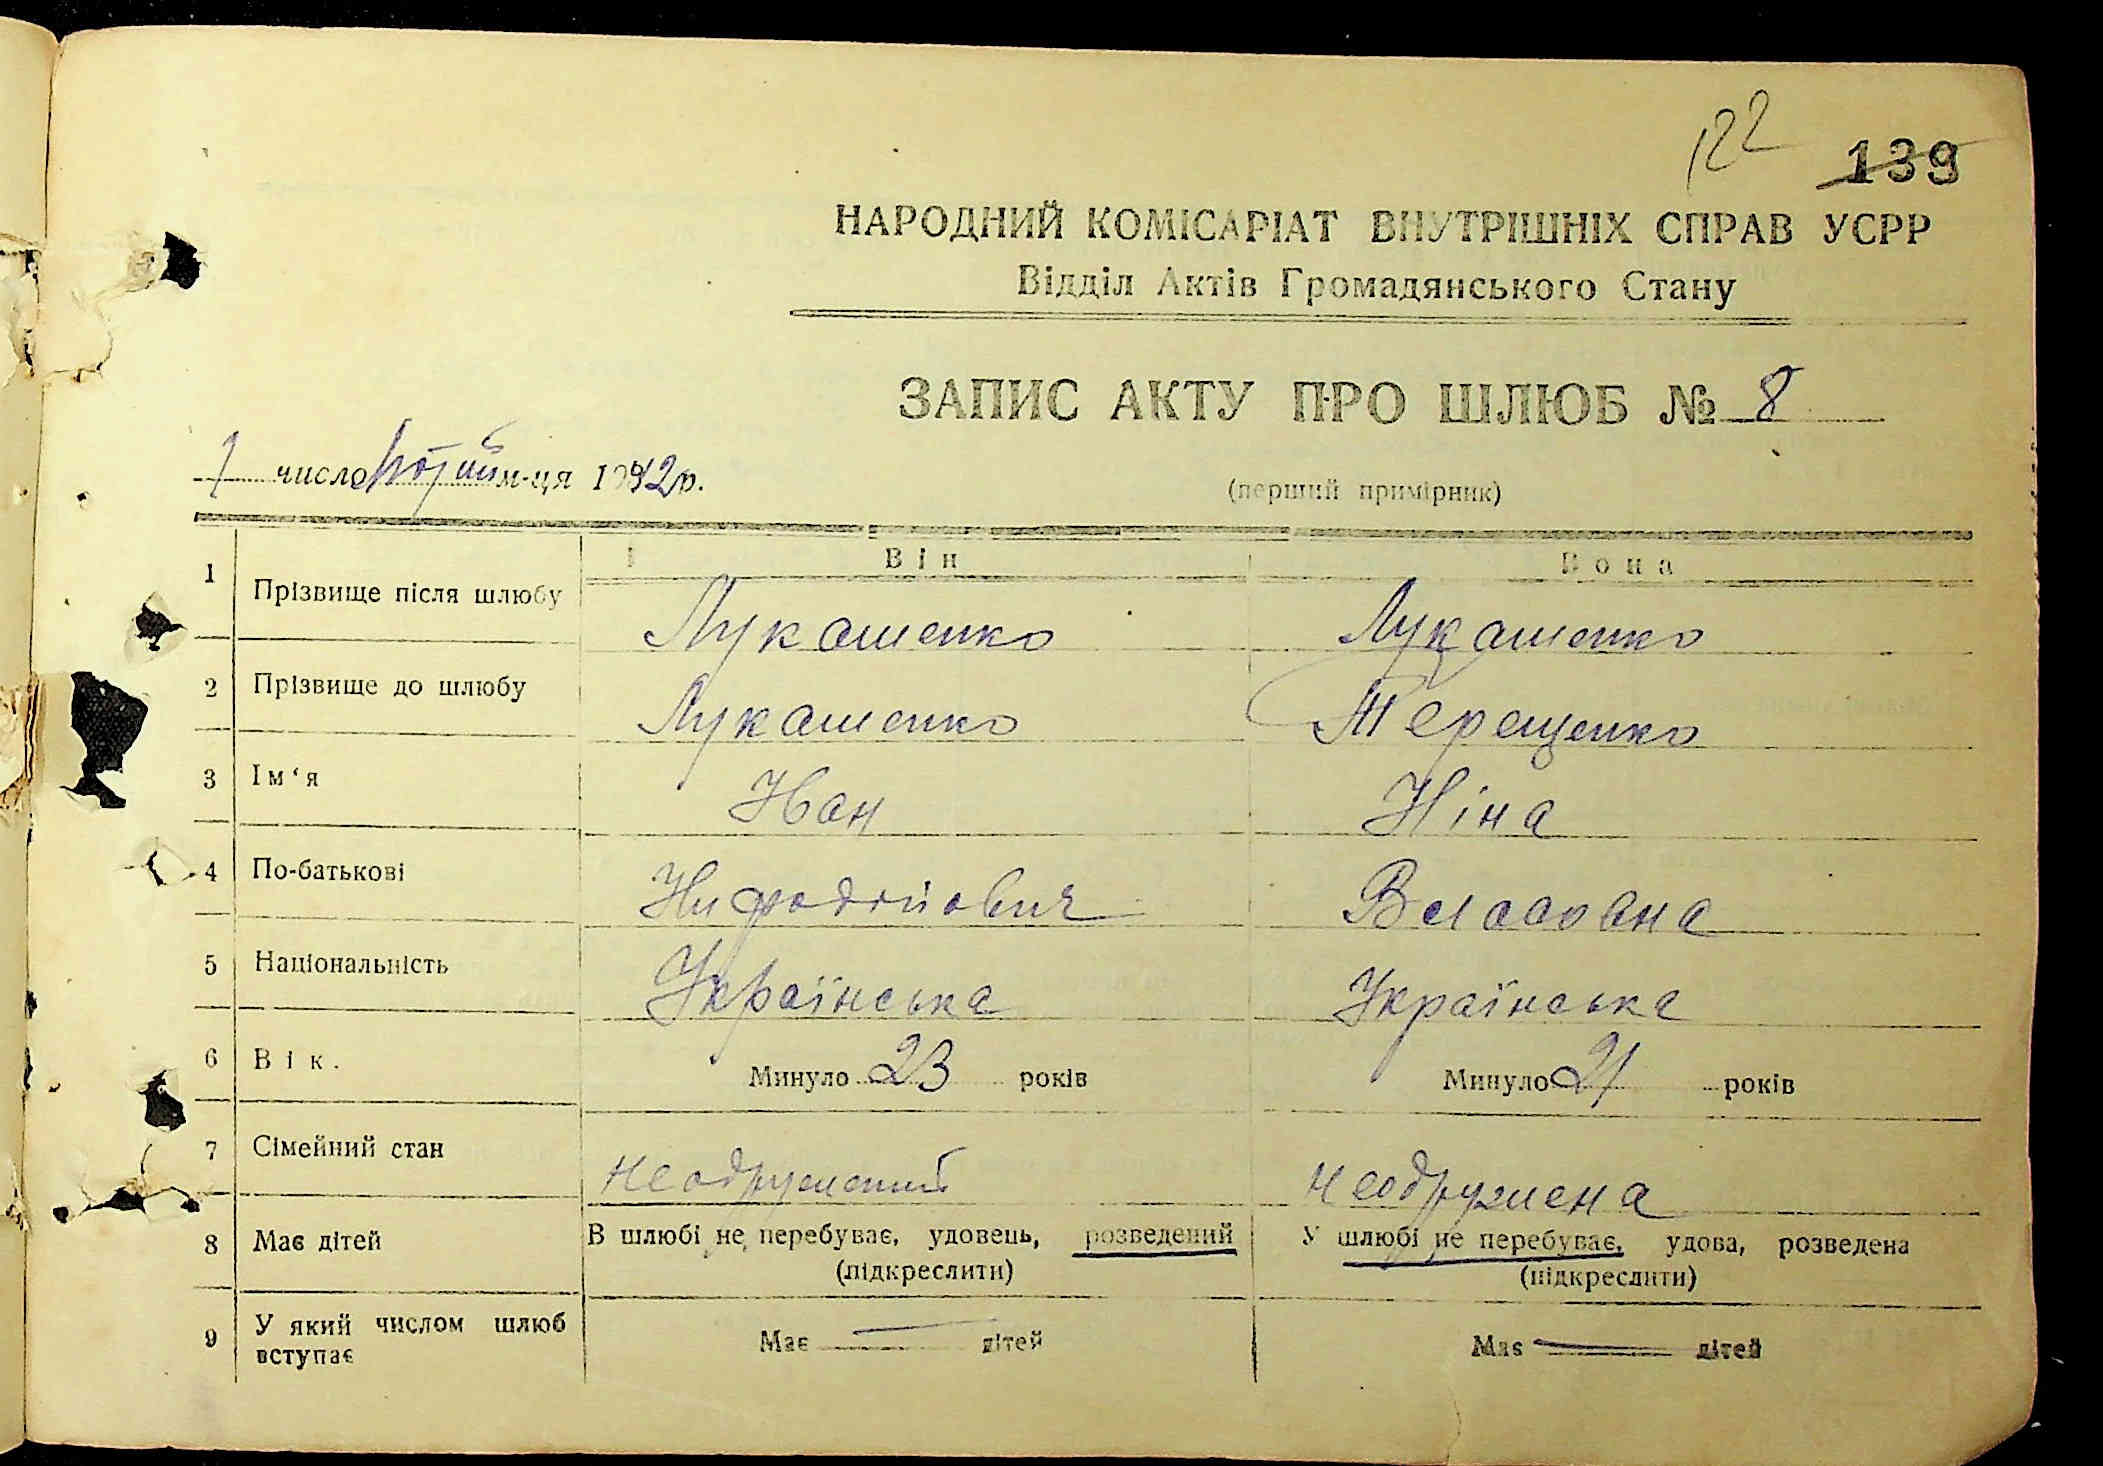 122 139
НАРОДНИЙ КОМІСАРІАТ ВНУТРІШНІХ СПРАВ УСРР
Відділ Актів Громадянського Стану
ЗАПИС АКТУ ПРО ШЛЮБ № 8
число м-ця 1942 р.
(перший примірник)
Він Вона
1 Прізвище після шлюбу Лукашенко Лукашенко
2 Прізвище до шлюбу Лукашенко Терещенко
3 Ім‘я Іван Ніна
4 По-батькові Нифодійович Власовна
5 Національність Українська Українська
6 Вік. Минуло 23 років Минуло 21 років
7 Сімейний стан неодружений неодружена
8 Має дітей В шлюбі не перебуває, удовець, розведений У шлюбі не перебуває, удова, розведена
(підкреслити) (підкреслити)
9 У який числом шлюб вступає Має — дітей Має — дітей